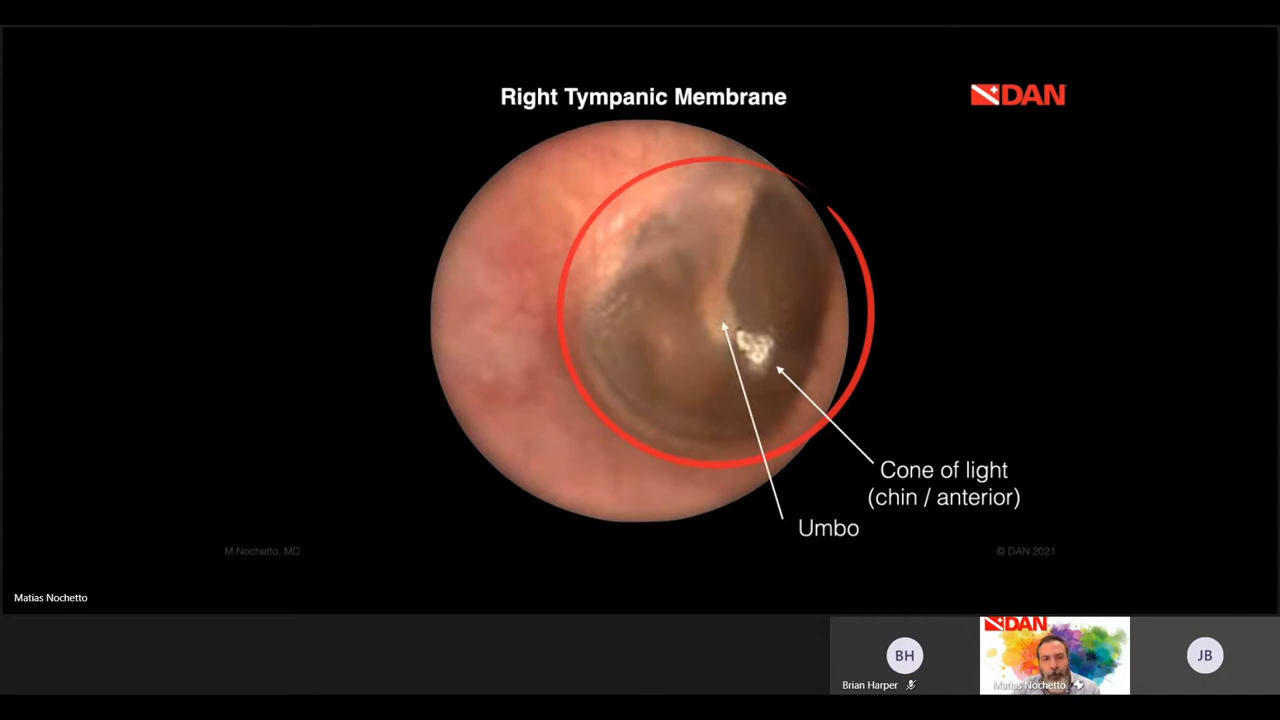 Right Tympanic Membrane
DAN
Cone of light
(chin / anterior)
Umbo
M.Nochetto, MD
© DAN 2021
Matias Nochetto
DAN
BH
JB
Brian Harper
Matias Nochetto